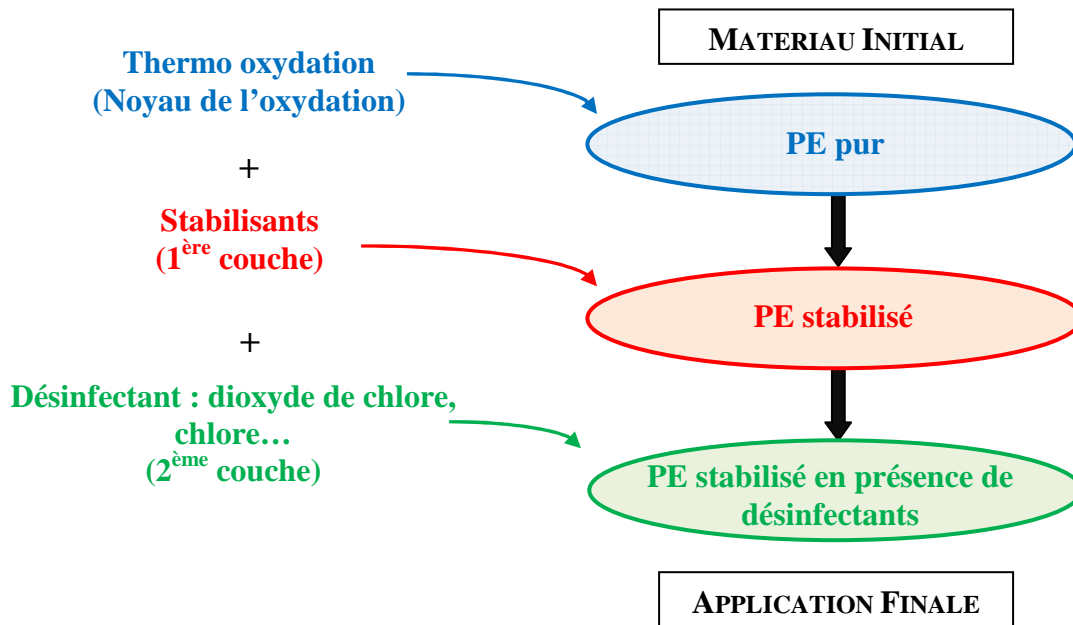 MATERIAU INITIAL
Thermo oxydation
(Noyau de l'oxydation)
PE pur
+
Stabilisants
(1ère couche)
PE stabilisé
+
Désinfectant : dioxyde de chlore,
chlore…
(2ème couche)
PE stabilisé en présence de
désinfectants
APPLICATION FINALE